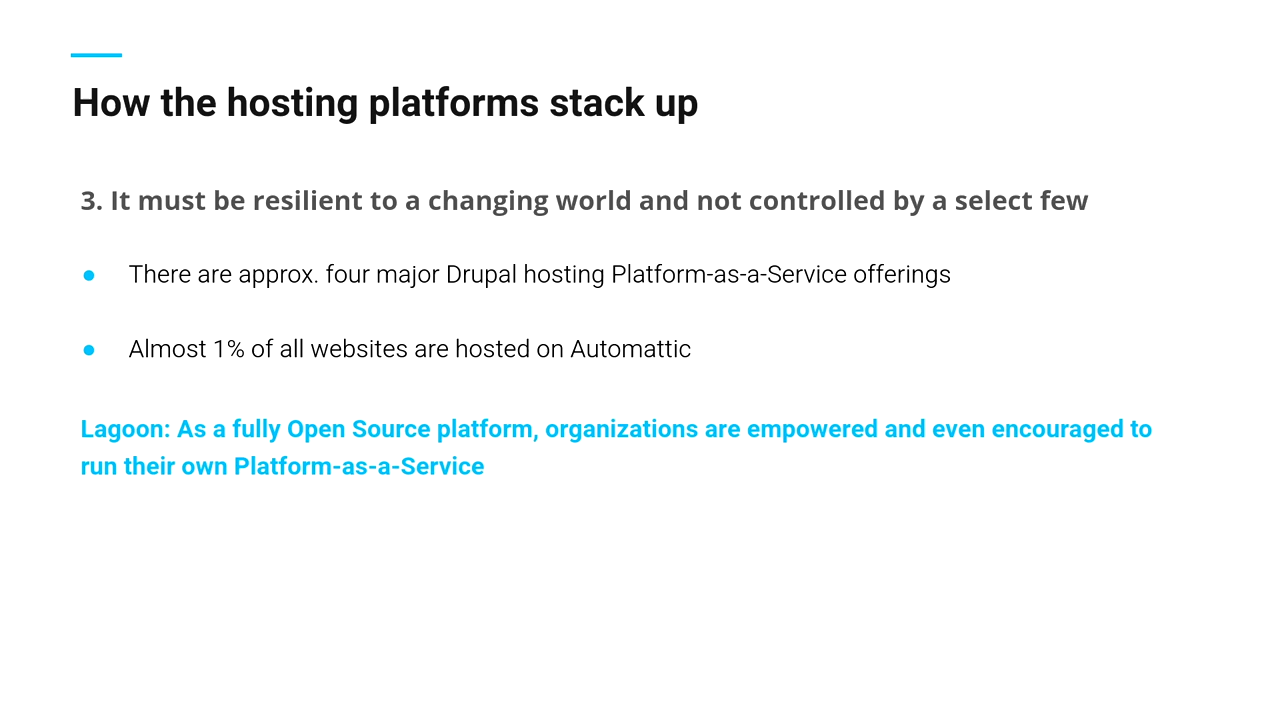 How the hosting platforms stack up
3. It must be resilient to a changing world and not controlled by a select few
● There are approx. four major Drupal hosting Platform-as-a-Service offerings
● Almost 1% of all websites are hosted on Automattic
Lagoon: As a fully Open Source platform, organizations are empowered and even encouraged to
run their own Platform-as-a-Service